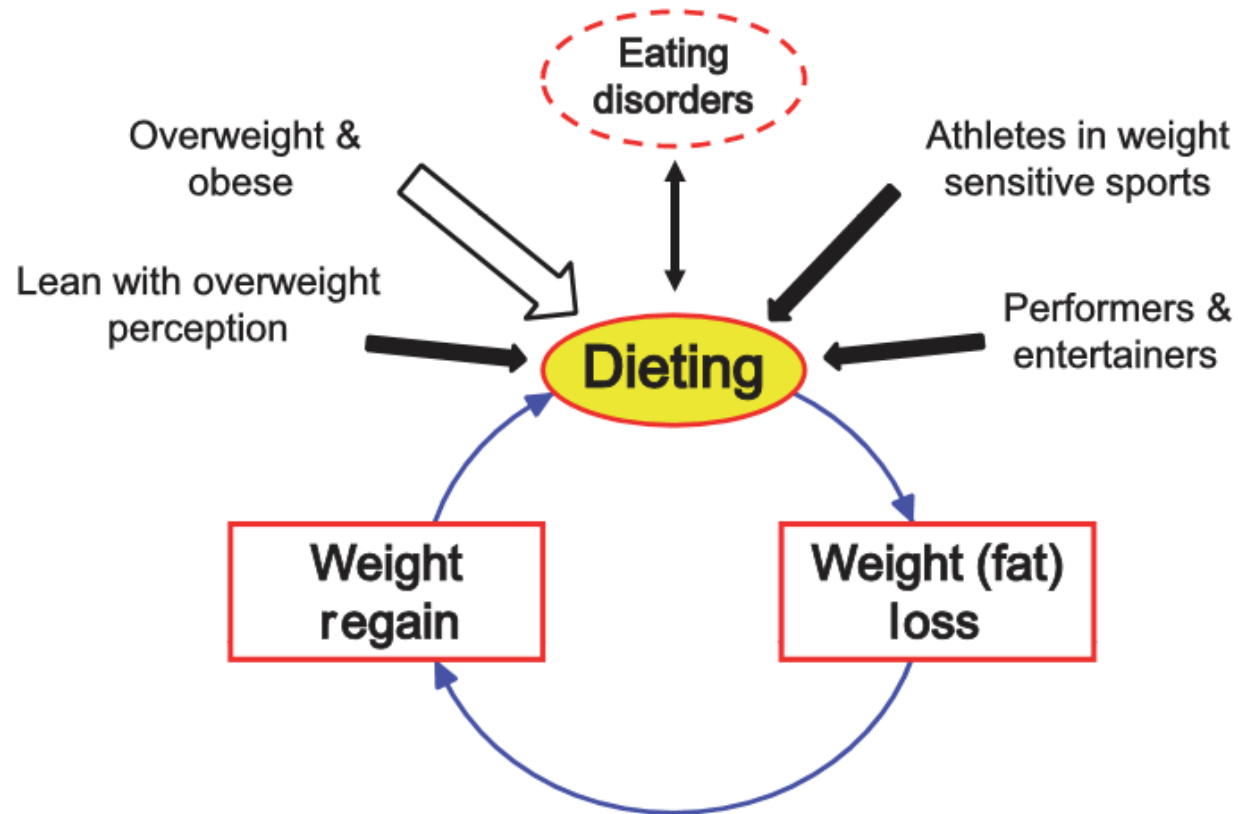 Eating
disorders
Overweight &
obese
Athletes in weight
sensitive sports
Lean with overweight
perception
Performers &
entertainers
Dieting
Weight
regain
Weight (fat)
loss